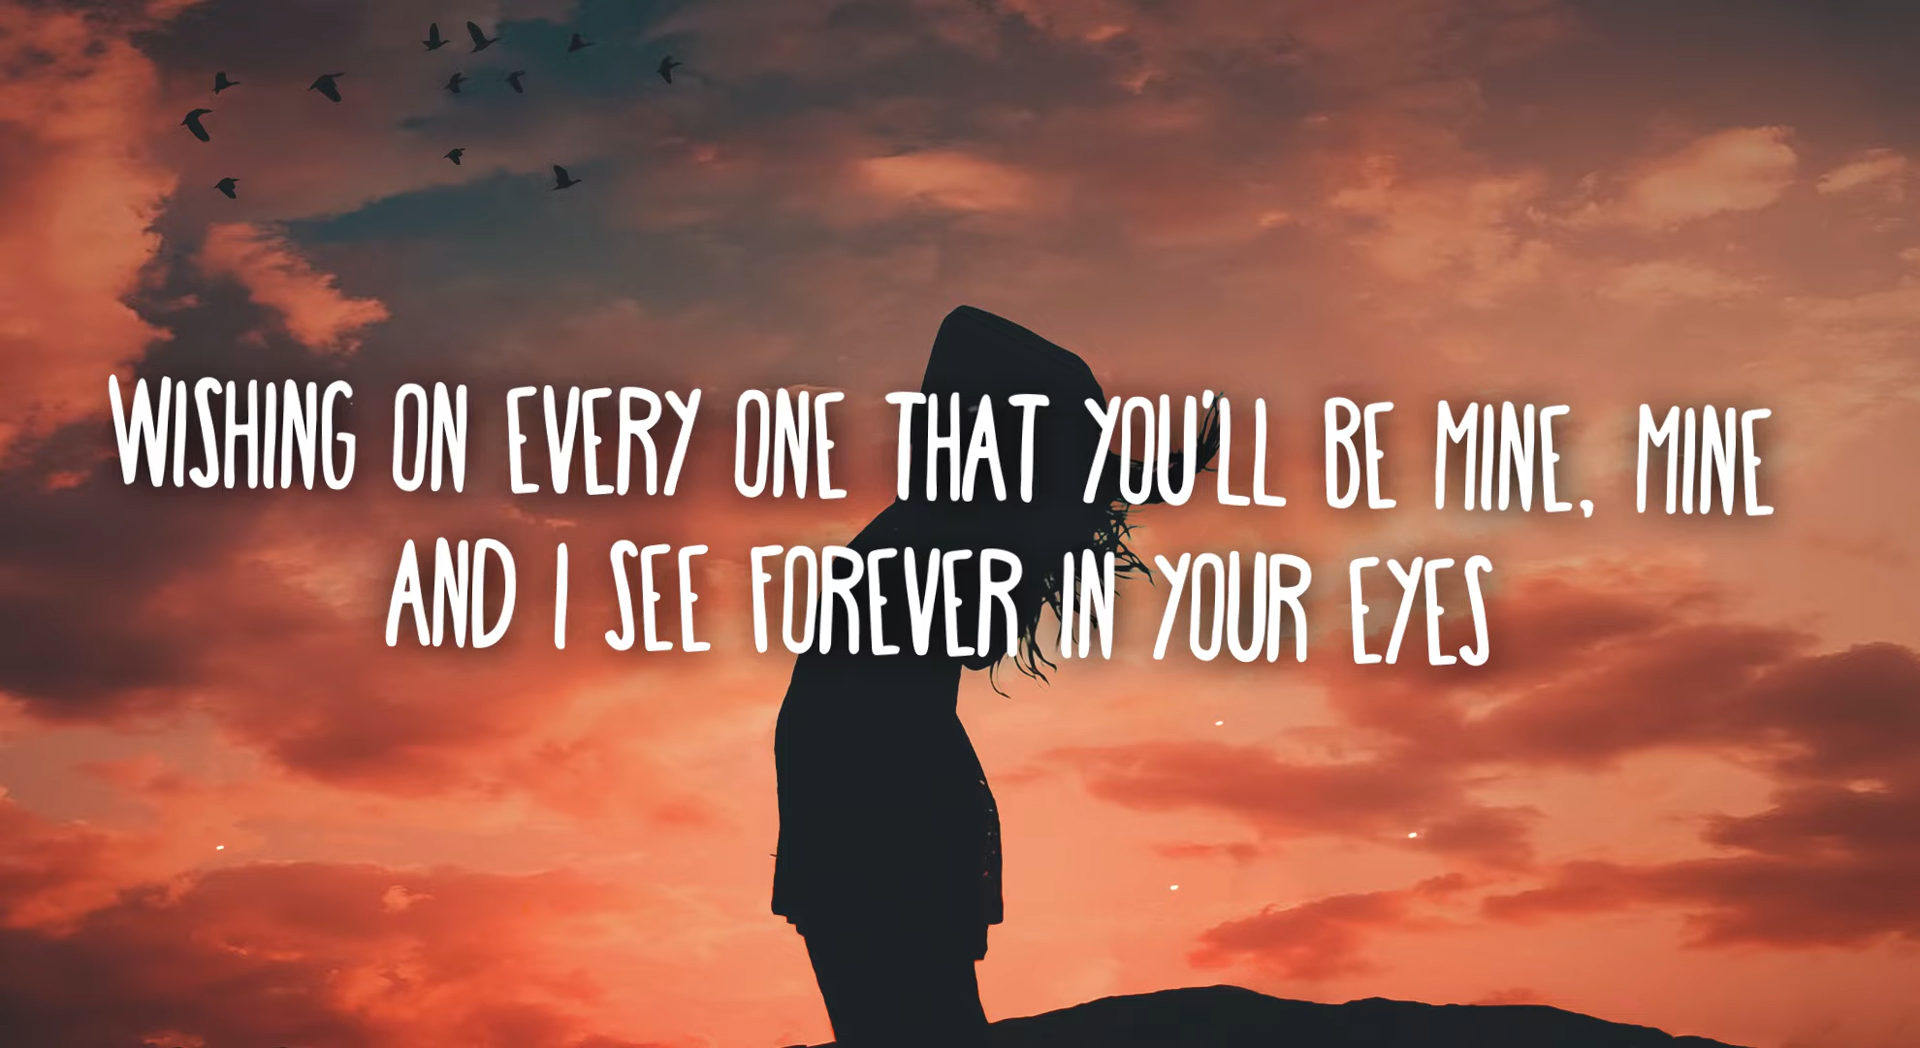 WISHING ON EVERY ONE THAT YOU'LL BE MINE, MINE
AND I SEE FOREVER IN YOUR EYES